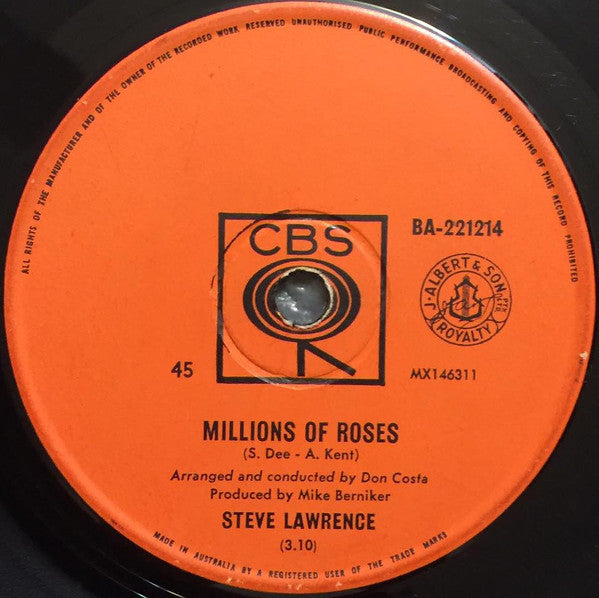 ALL RIGHTS OF THE MANUFACTURER AND OF THE OWNER OF THE RECORDED WORK RESERVED UNAUTHORISED PUBLIC PERFORMANCE BROADCASTING AND COPYING OF THIS RECORD PROHIBITED
CBS
BA-221214
J. ALBERT & SON PTY. LTD.
ROYALTY
45
MX146311
MILLIONS OF ROSES
(S. Dee - A. Kent)
Arranged and conducted by Don Costa
Produced by Mike Berniker
STEVE LAWRENCE
(3.10)
MADE IN AUSTRALIA BY A REGISTERED USER OF THE TRADE MARKS